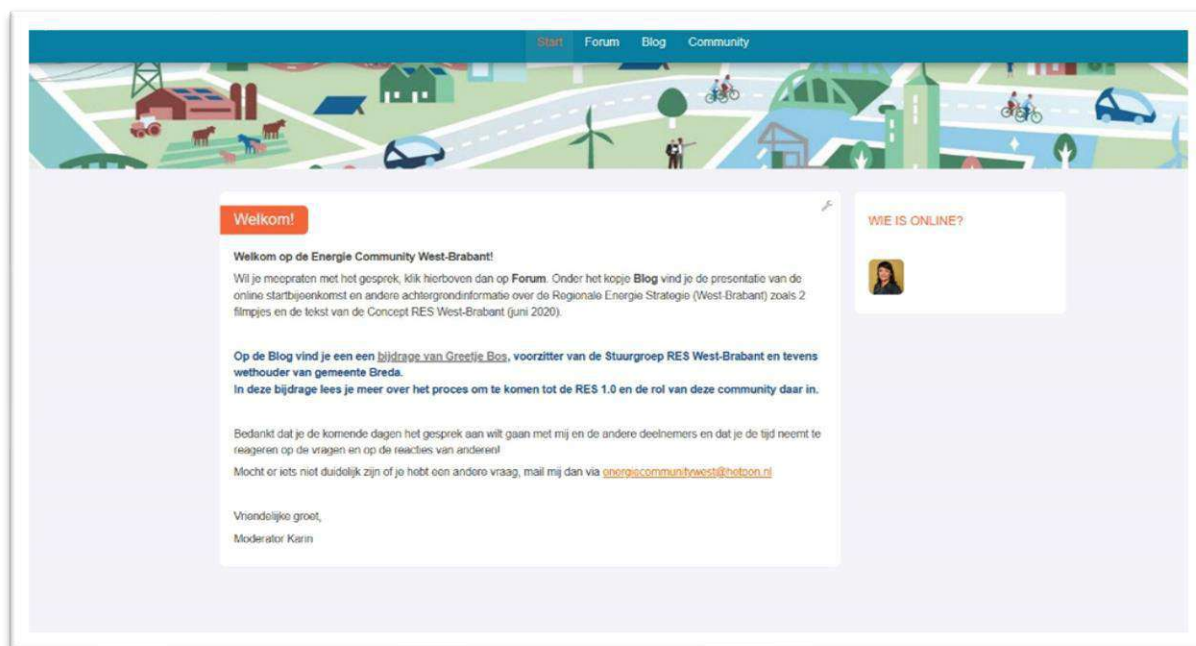 Start Forum Blog Community
Welkom!
WIE IS ONLINE?
Welkom op de Energie Community West-Brabant!
Wil je meepraten met het gesprek, klik hierboven dan op Forum. Onder het kopje Blog vind je de presentatie van de
online startbijeenkomst en andere achtergrondinformatie over de Regionale Energie Strategie (West-Brabant) zoals 2
filmpjes en de tekst van de Concept RES West-Brabant (juni 2020).
Op de Blog vind je een een bijdrage van Greetje Bos, voorzitter van de Stuurgroep RES West-Brabant en tevens
wethouder van gemeente Breda.
In deze bijdrage lees je meer over het proces om te komen tot de RES 1.0 en de rol van deze community daar in.
Bedankt dat je de komende dagen het gesprek aan wilt gaan met mij en de andere deelnemers en dat je de tijd neemt te
reageren op de vragen en op de reacties van anderen!
Mocht er iets niet duidelijk zijn of je hebt een andere vraag, mail mij dan via energiecommunitywest@hetpon.nl
Vriendelijke groet,
Moderator Karin